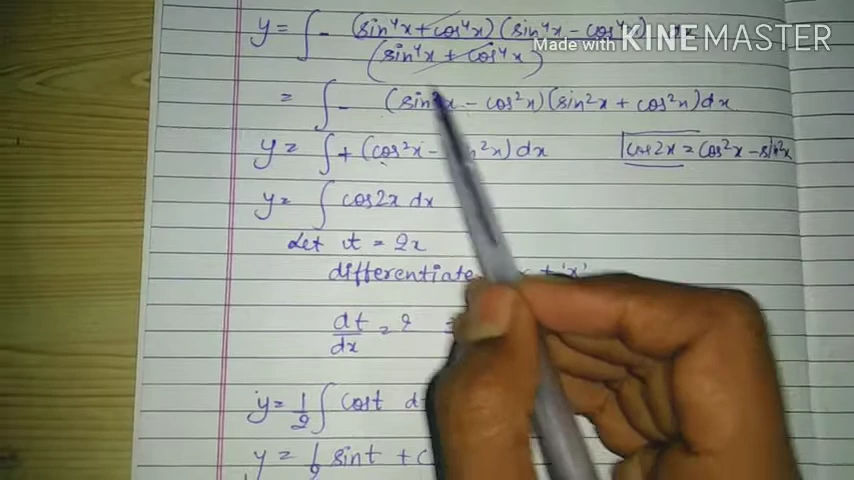 y = ∫ - (sin⁴x + cos⁴x) (sin⁴x - cos⁴x) dx
(sin⁴x + cos⁴x)
Made with KINEMASTER
= ∫ - (sin²x - cos²x) (sin²x + cos²x) dx
y = ∫ + (cos²x - sin²x) dx cos2x = cos²x - sin²x
y = ∫ cos2x dx
Let t = 2x
differentiate 'x'
dt/dx = 2
y = 1/2 ∫ cost
y = 1/2 sint + c